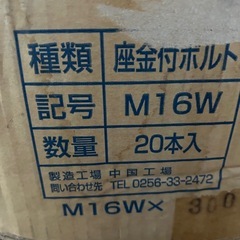 種類 座金付ボルト
記号 M16W
数量 20本入
製造工場 中国工場
問い合わせ先 TEL 0256-33-2472
M16W× 300